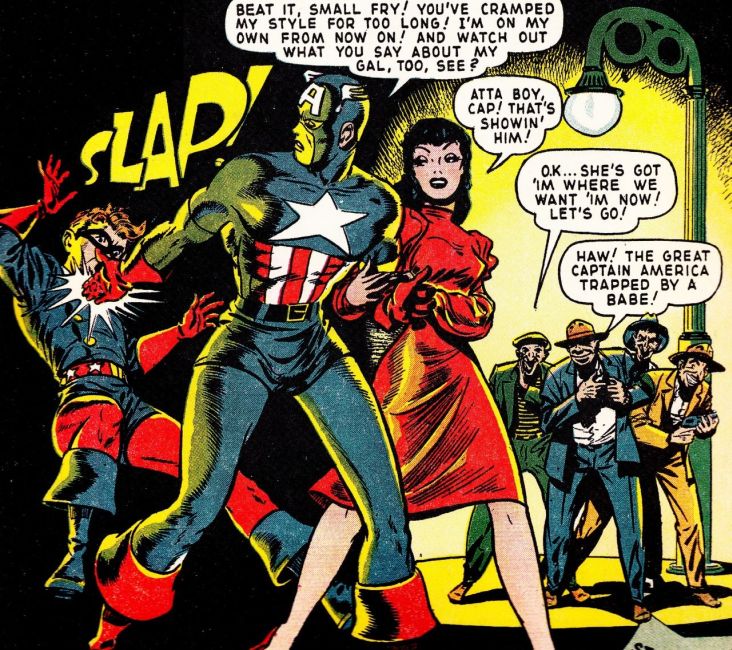 BEAT IT, SMALL FRY! YOU'VE CRAMPED
MY STYLE FOR TOO LONG! I'M ON MY
OWN FROM NOW ON! AND WATCH OUT
WHAT YOU SAY ABOUT MY
GAL, TOO, SEE?
SLAP!
A
ATTA BOY,
CAP! THAT'S
SHOWIN'
HIM!
O.K... SHE'S GOT
'IM WHERE WE
WANT 'IM NOW!
LET'S GO!
HAW! THE GREAT
CAPTAIN AMERICA
TRAPPED BY A
BABE!